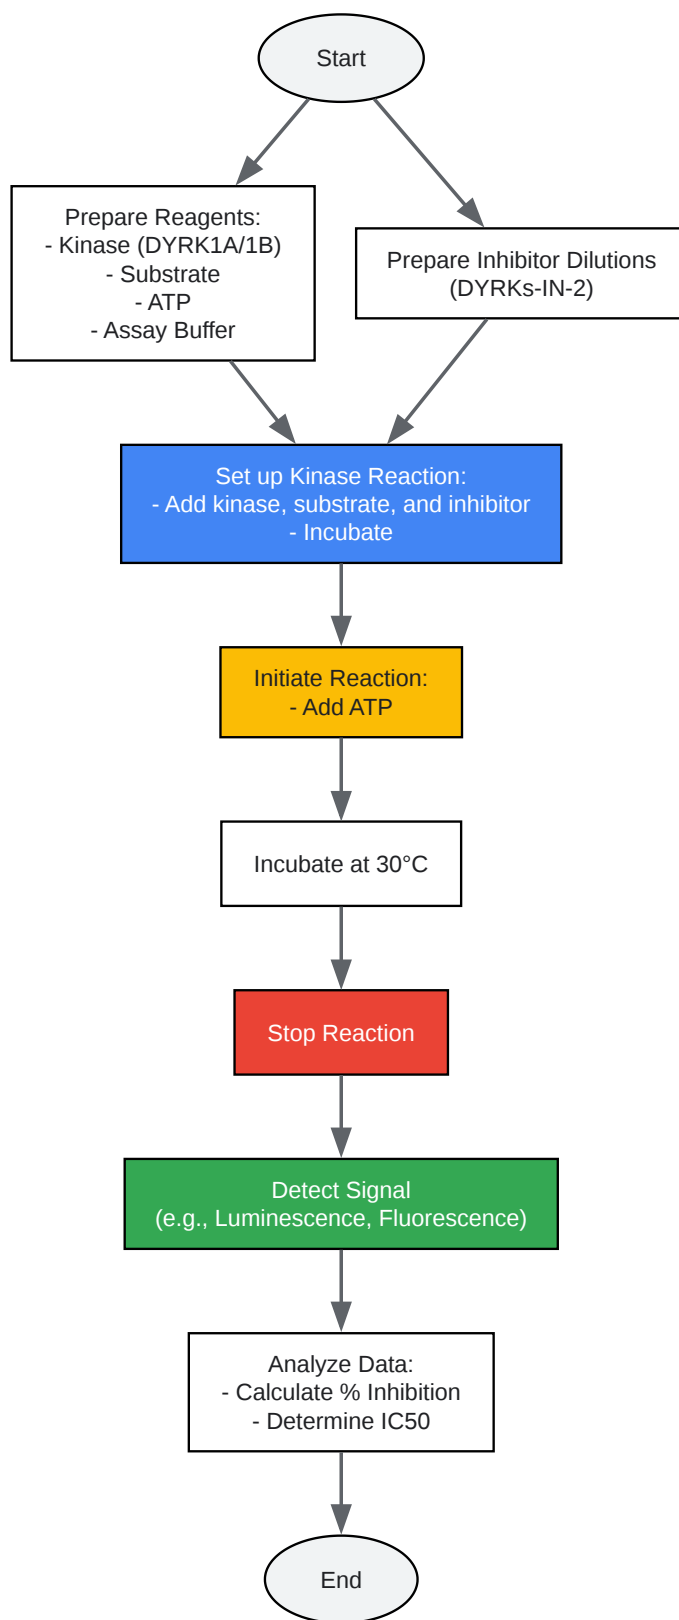 Start
Prepare Reagents:
- Kinase (DYRK1A/1B)
- Substrate
- ATP
- Assay Buffer
Prepare Inhibitor Dilutions
(DYRKs-IN-2)
Set up Kinase Reaction:
- Add kinase, substrate, and inhibitor
- Incubate
Initiate Reaction:
- Add ATP
Incubate at 30°C
Stop Reaction
Detect Signal
(e.g., Luminescence, Fluorescence)
Analyze Data:
- Calculate % Inhibition
- Determine IC50
End